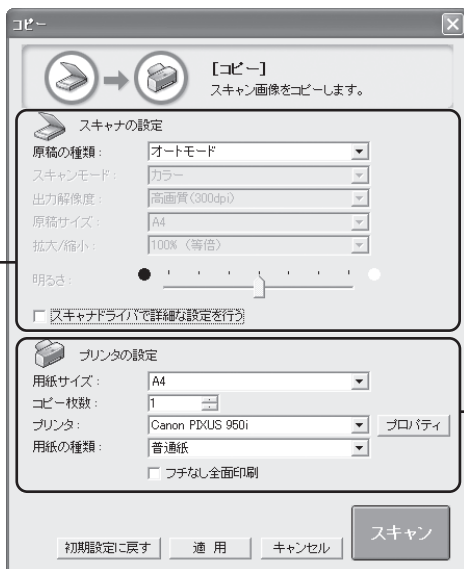 コピー
[コピー]
スキャン画像をコピーします。
スキャナの設定
原稿の種類： オートモード
スキャンモード： カラー
出力解像度： 高画質(300dpi)
原稿サイズ： A4
拡大/縮小： 100% （等倍）
明るさ：
スキャナドライバで詳細な設定を行う
プリンタの設定
用紙サイズ： A4
コピー枚数： 1
プリンタ： Canon PIXUS 950i プロパティ
用紙の種類： 普通紙
フチなし全面印刷
初期設定に戻す 適 用 キャンセル スキャン